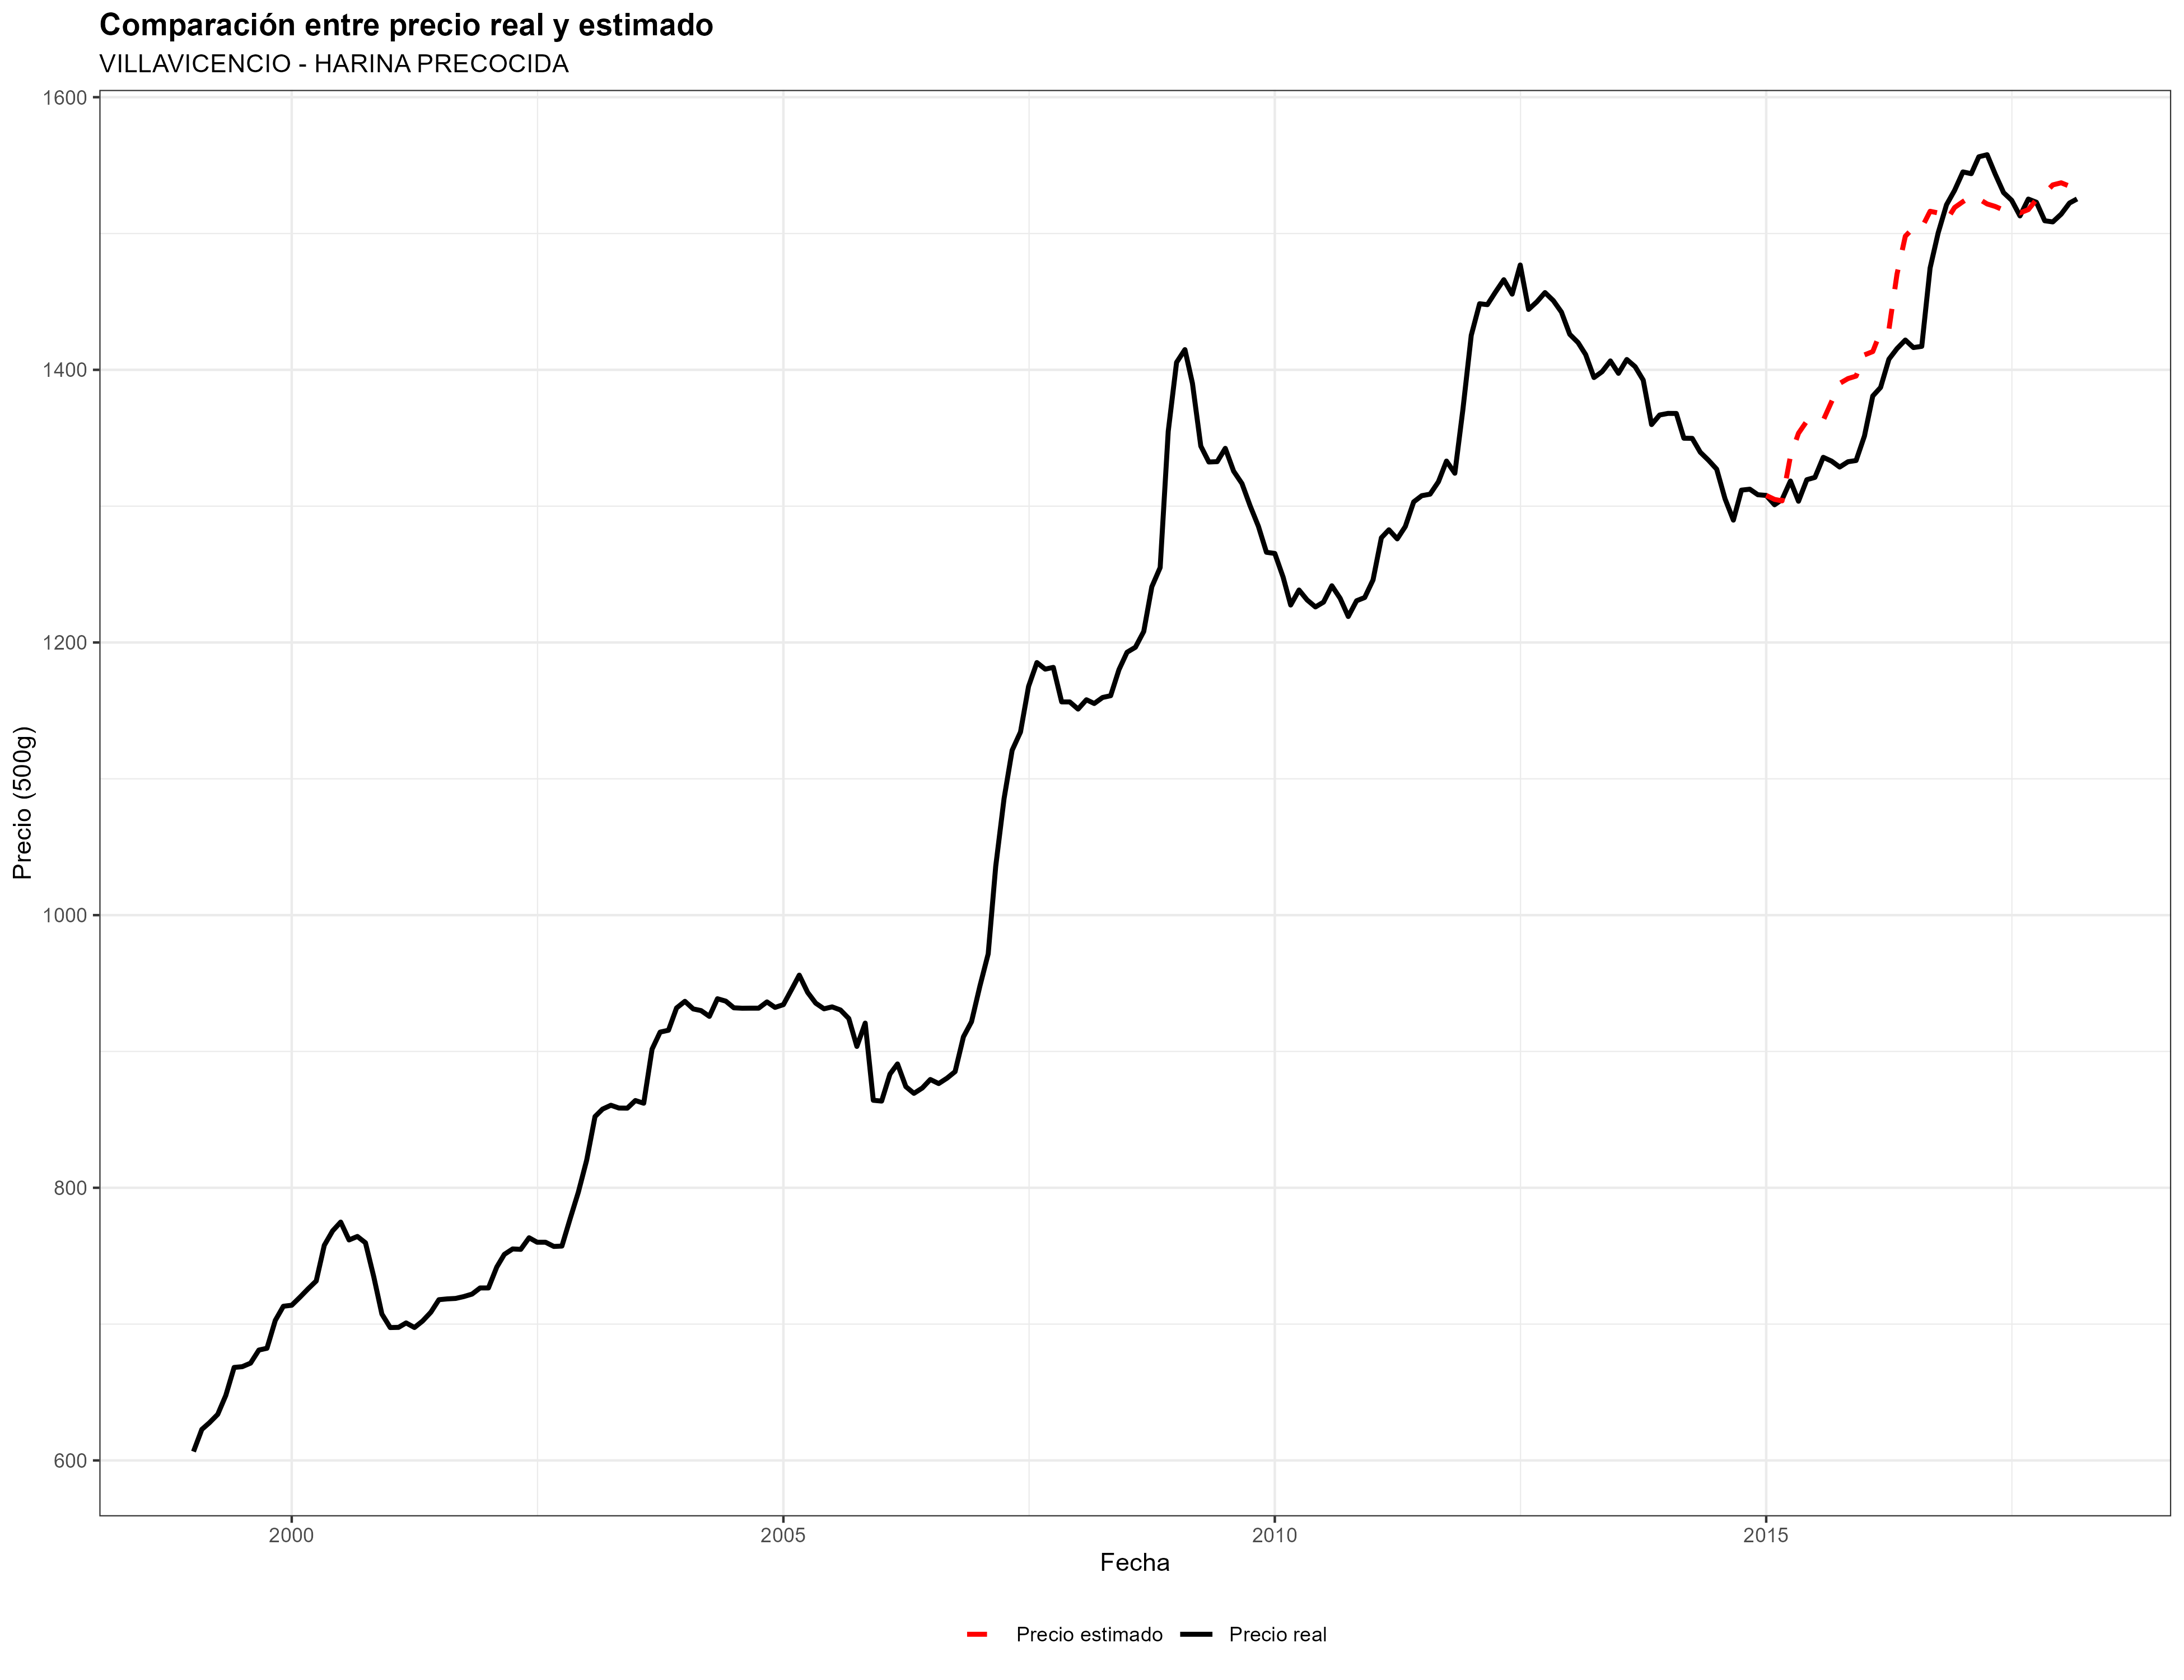 Comparación entre precio real y estimado
VILLAVICENCIO - HARINA PRECOCIDA
Precio (500g)
1600
1400
1200
1000
800
600
2000
2005
2010
2015
Fecha
Precio estimado
Precio real